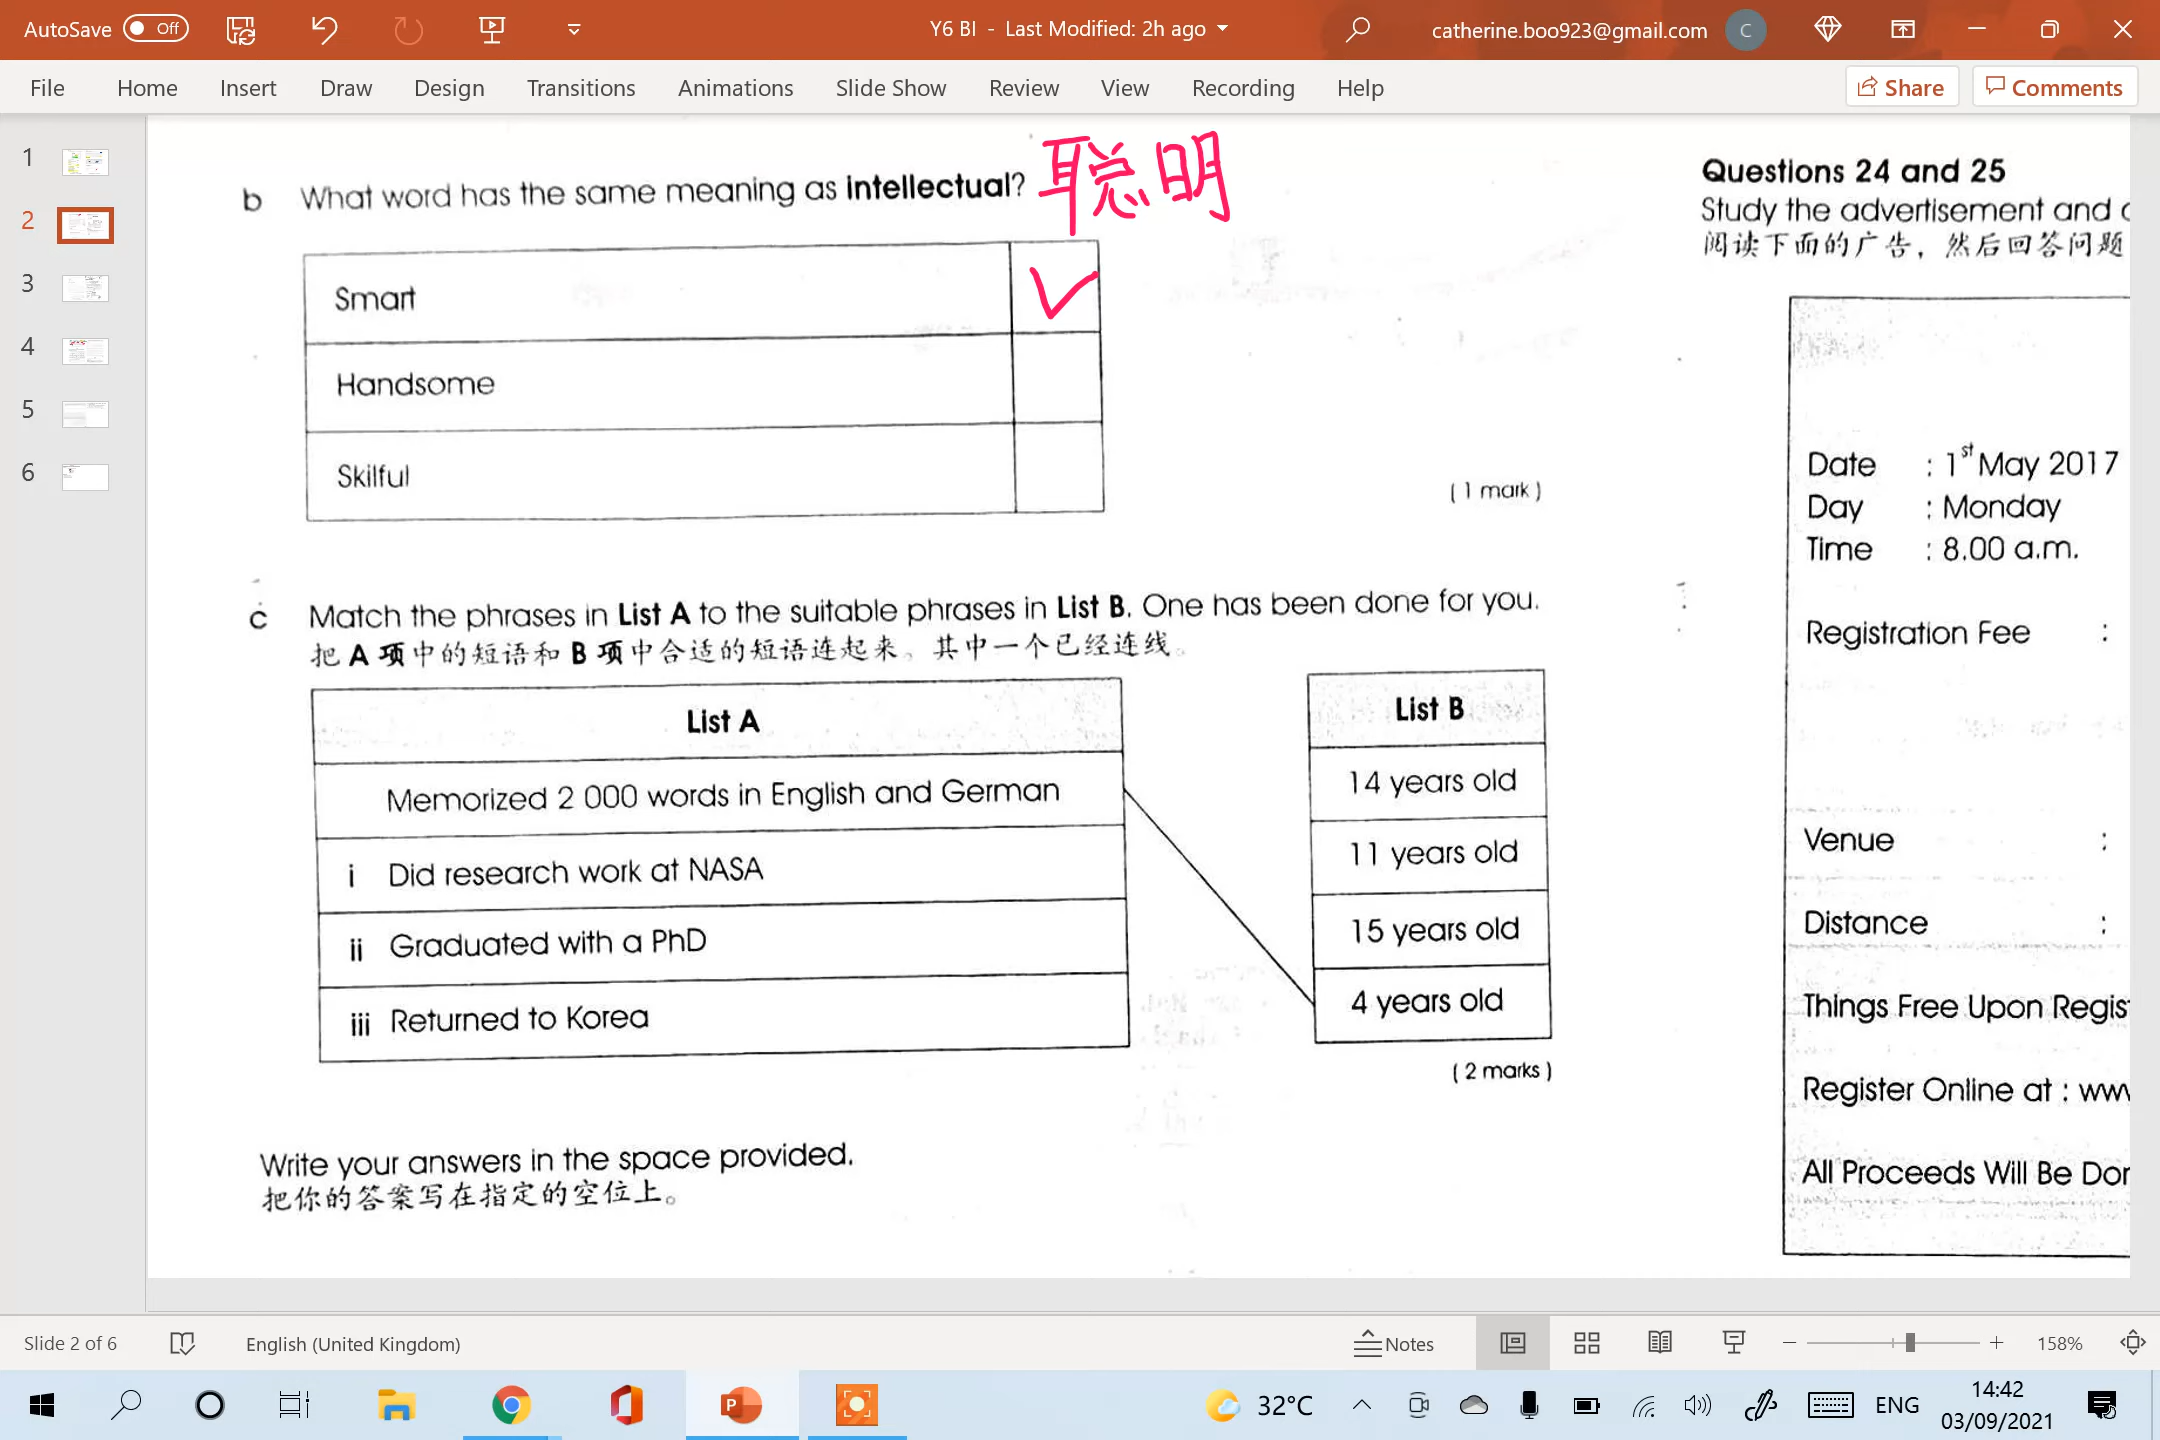 AutoSave Off
Y6 BI - Last Modified: 2h ago
catherine.boo923@gmail.com C
File Home Insert Draw Design Transitions Animations Slide Show Review View Recording Help Share Comments
1
2
3
4
5
6
b What word has the same meaning as intellectual? 聪明
Smart ✓
Handsome
Skilful
( 1 mark )
c Match the phrases in List A to the suitable phrases in List B. One has been done for you.
把 A 项中的短语和 B 项中合适的短语连起来。其中一个已经连线。
List A
Memorized 2 000 words in English and German
i Did research work at NASA
ii Graduated with a PhD
iii Returned to Korea
List B
14 years old
11 years old
15 years old
4 years old
( 2 marks )
Write your answers in the space provided.
把你的答案写在指定的空位上。
Questions 24 and 25
Study the advertisement and
阅读下面的广告，然后回答问题
Date : 1st May 2017
Day : Monday
Time : 8.00 a.m.
Registration Fee :
Venue :
Distance :
Things Free Upon Regis
Register Online at : www
All Proceeds Will Be Don
Slide 2 of 6 English (United Kingdom) Notes 158%
32°C ENG 14:42
03/09/2021